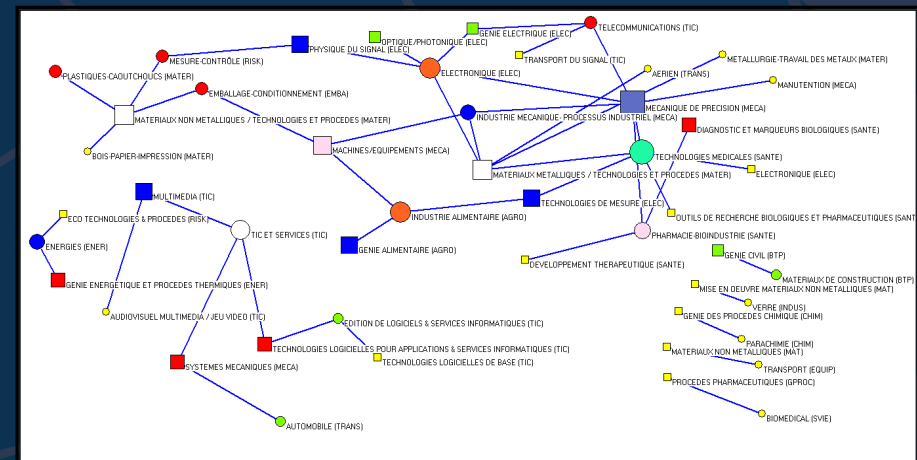 TELECOMMUNICATIONS (TIC)
GENIE ELECTRIQUE (ELEC)
OPTIQUE/PHOTONIQUE (ELEC)
PHYSIQUE DU SIGNAL (ELEC)
MESURE-CONTRÔLE (RISK)
TRANSPORT DU SIGNAL (TIC)
METALLURGIE-TRAVAIL DES METAUX (MATER)
PLASTIQUES-CAOUTCHOUCS (MATER)
ELECTRONIQUE (ELEC)
AERIEN (TRANS)
MANUTENTION (MECA)
EMBALLAGE-CONDITIONNEMENT (EMBA)
MECANIQUE DE PRECISION (MECA)
MATERIAUX NON METALLIQUES / TECHNOLOGIES ET PROCEDES (MATER)
INDUSTRIE MECANIQUE-PROCESSUS INDUSTRIEL (MECA)
DIAGNOSTIC ET MARQUEURS BIOLOGIQUES (SANTE)
MACHINES/EQUIPEMENTS (MECA)
BOIS-PAPIER-IMPRESSION (MATER)
TECHNOLOGIES MEDICALES (SANTE)
MATERIAUX METALLIQUES / TECHNOLOGIES ET PROCEDES (MATER)
ELECTRONIQUE (ELEC)
MULTIMEDIA (TIC)
TECHNOLOGIES DE MESURE (ELEC)
ECO TECHNOLOGIES & PROCEDES (RISK)
INDUSTRIE ALIMENTAIRE (AGRO)
OUTILS DE RECHERCHE BIOLOGIQUES ET PHARMACEUTIQUES (SANT
TIC ET SERVICES (TIC)
PHARMACIE-BIOINDUSTRIE (SANTE)
ENERGIES (ENER)
GENIE ALIMENTAIRE (AGRO)
GENIE CIVIL (BTP)
DEVELOPPEMENT THERAPEUTIQUE (SANTE)
MATERIAUX DE CONSTRUCTION (BTP)
GENIE ENERGETIQUE ET PROCEDES THERMIQUES (ENER)
MISE EN OEUVRE MATERIAUX NON METALLIQUES (MAT)
VERRE (INDUS)
AUDIOVISUEL MULTIMEDIA / JEU VIDEO (TIC)
GENIE DES PROCEDES CHIMIQUE (CHIM)
EDITION DE LOGICIELS & SERVICES INFORMATIQUES (TIC)
PARACHIMIE (CHIM)
TECHNOLOGIES LOGICIELLES POUR APPLICATIONS & SERVICES INFORMATIQUES (TIC)
MATERIAUX NON METALLIQUES (MAT)
TECHNOLOGIES LOGICIELLES DE BASE (TIC)
SYSTEMES MECANIQUES (MECA)
TRANSPORT (EQUIP)
PROCEDES PHARMACEUTIQUES (GPROC)
BIOMEDICAL (SVIE)
AUTOMOBILE (TRANS)